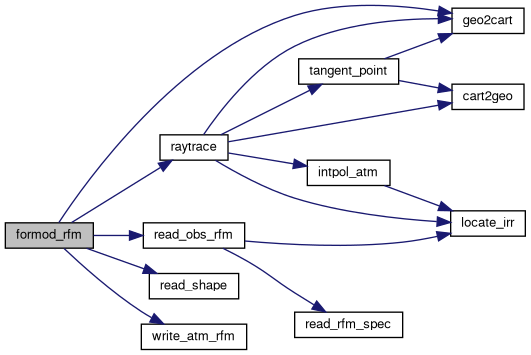 geo2cart
tangent_point
cart2geo
raytrace
intpol_atm
locate_irr
formod_rfm
read_obs_rfm
read_shape
read_rfm_spec
write_atm_rfm